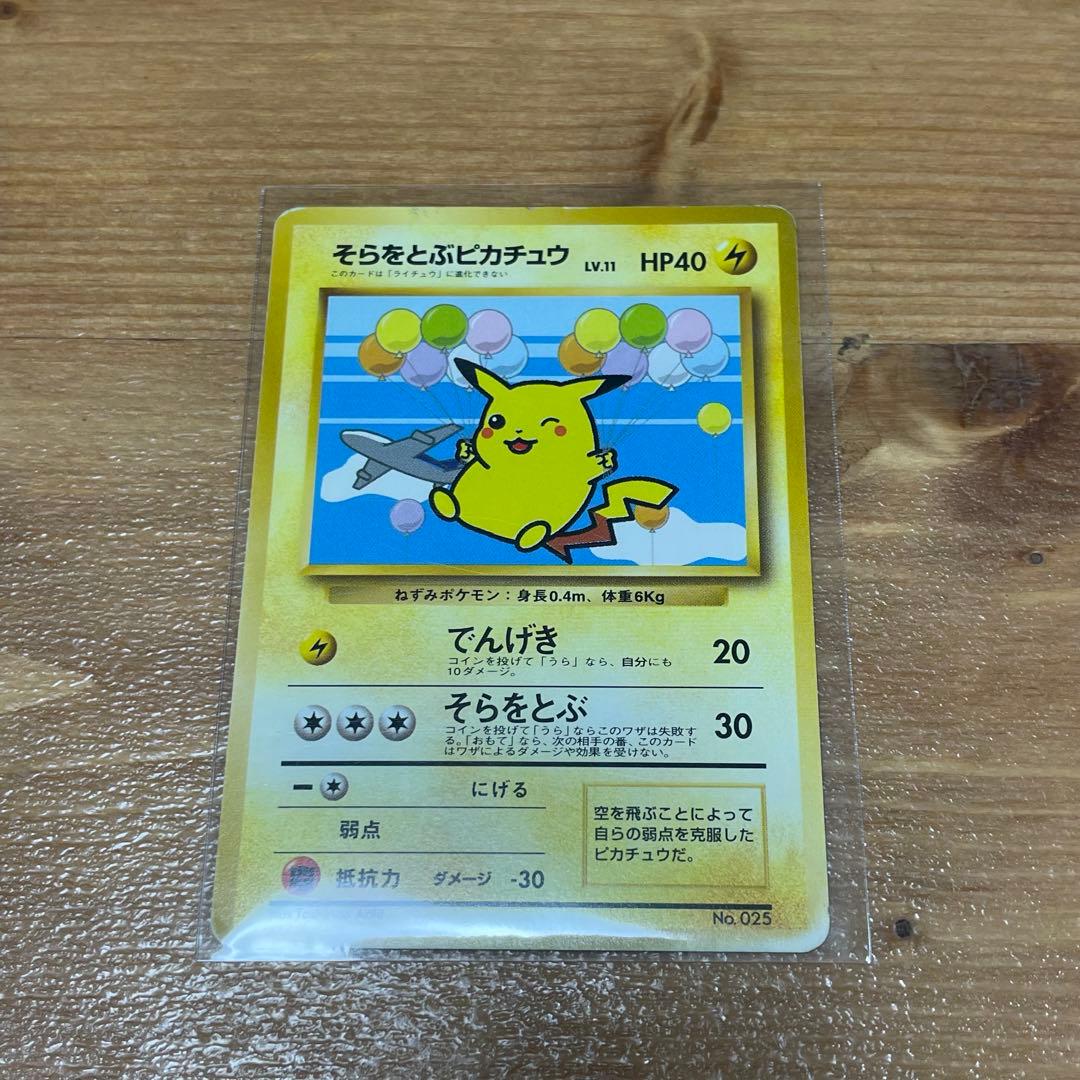 そらをとぶピカチュウ LV.11 HP40
このカードは「ライチュウ」に進化できない
ねずみポケモン：身長0.4m、体重6Kg
でんげき 20
コインを投げて「うら」なら、自分にも
10ダメージ。
そらをとぶ 30
コインを投げて「うら」ならこのワザは失敗す
る。「おもて」なら、次の相手の番、このカード
はワザによるダメージや効果を受けない。
にげる
弱点
抵抗力 ダメージ -30
空を飛ぶことによって
自らの弱点を克服した
ピカチュウだ。
No. 025